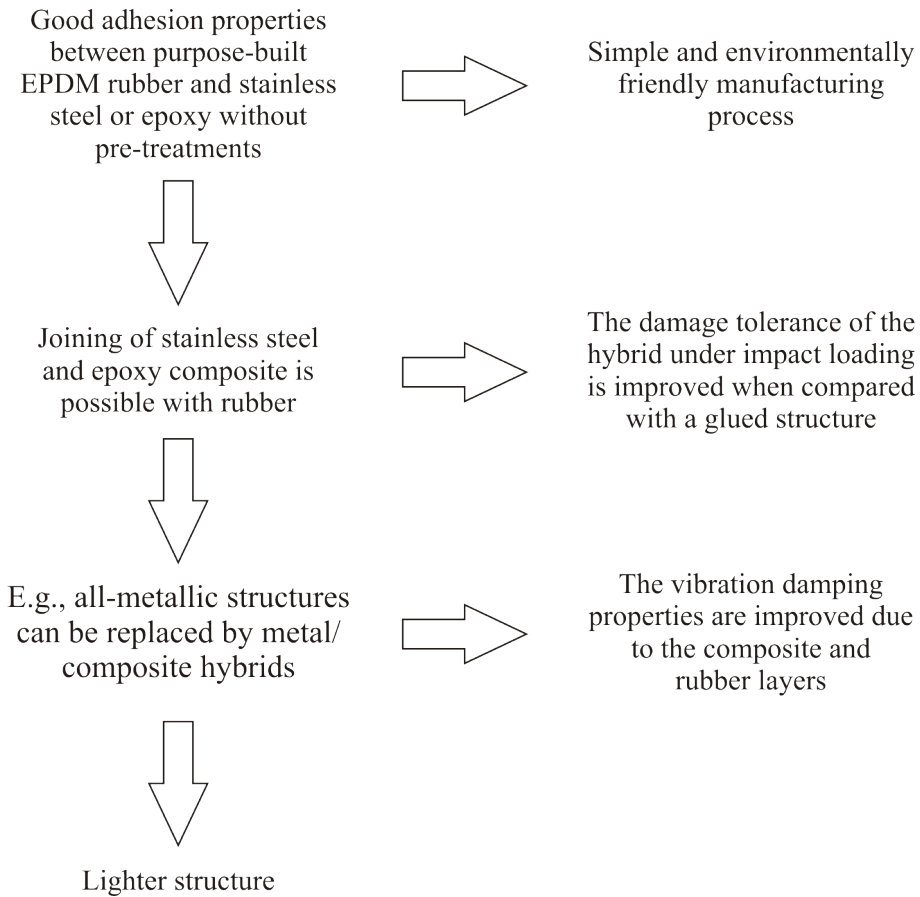 Good adhesion properties
between purpose-built
EPDM rubber and stainless
steel or epoxy without
pre-treatments
Simple and environmentally
friendly manufacturing
process
Joining of stainless steel
and epoxy composite is
possible with rubber
The damage tolerance of the
hybrid under impact loading
is improved when compared
with a glued structure
E.g., all-metallic structures
can be replaced by metal/
composite hybrids
The vibration damping
properties are improved due
to the composite and
rubber layers
Lighter structure